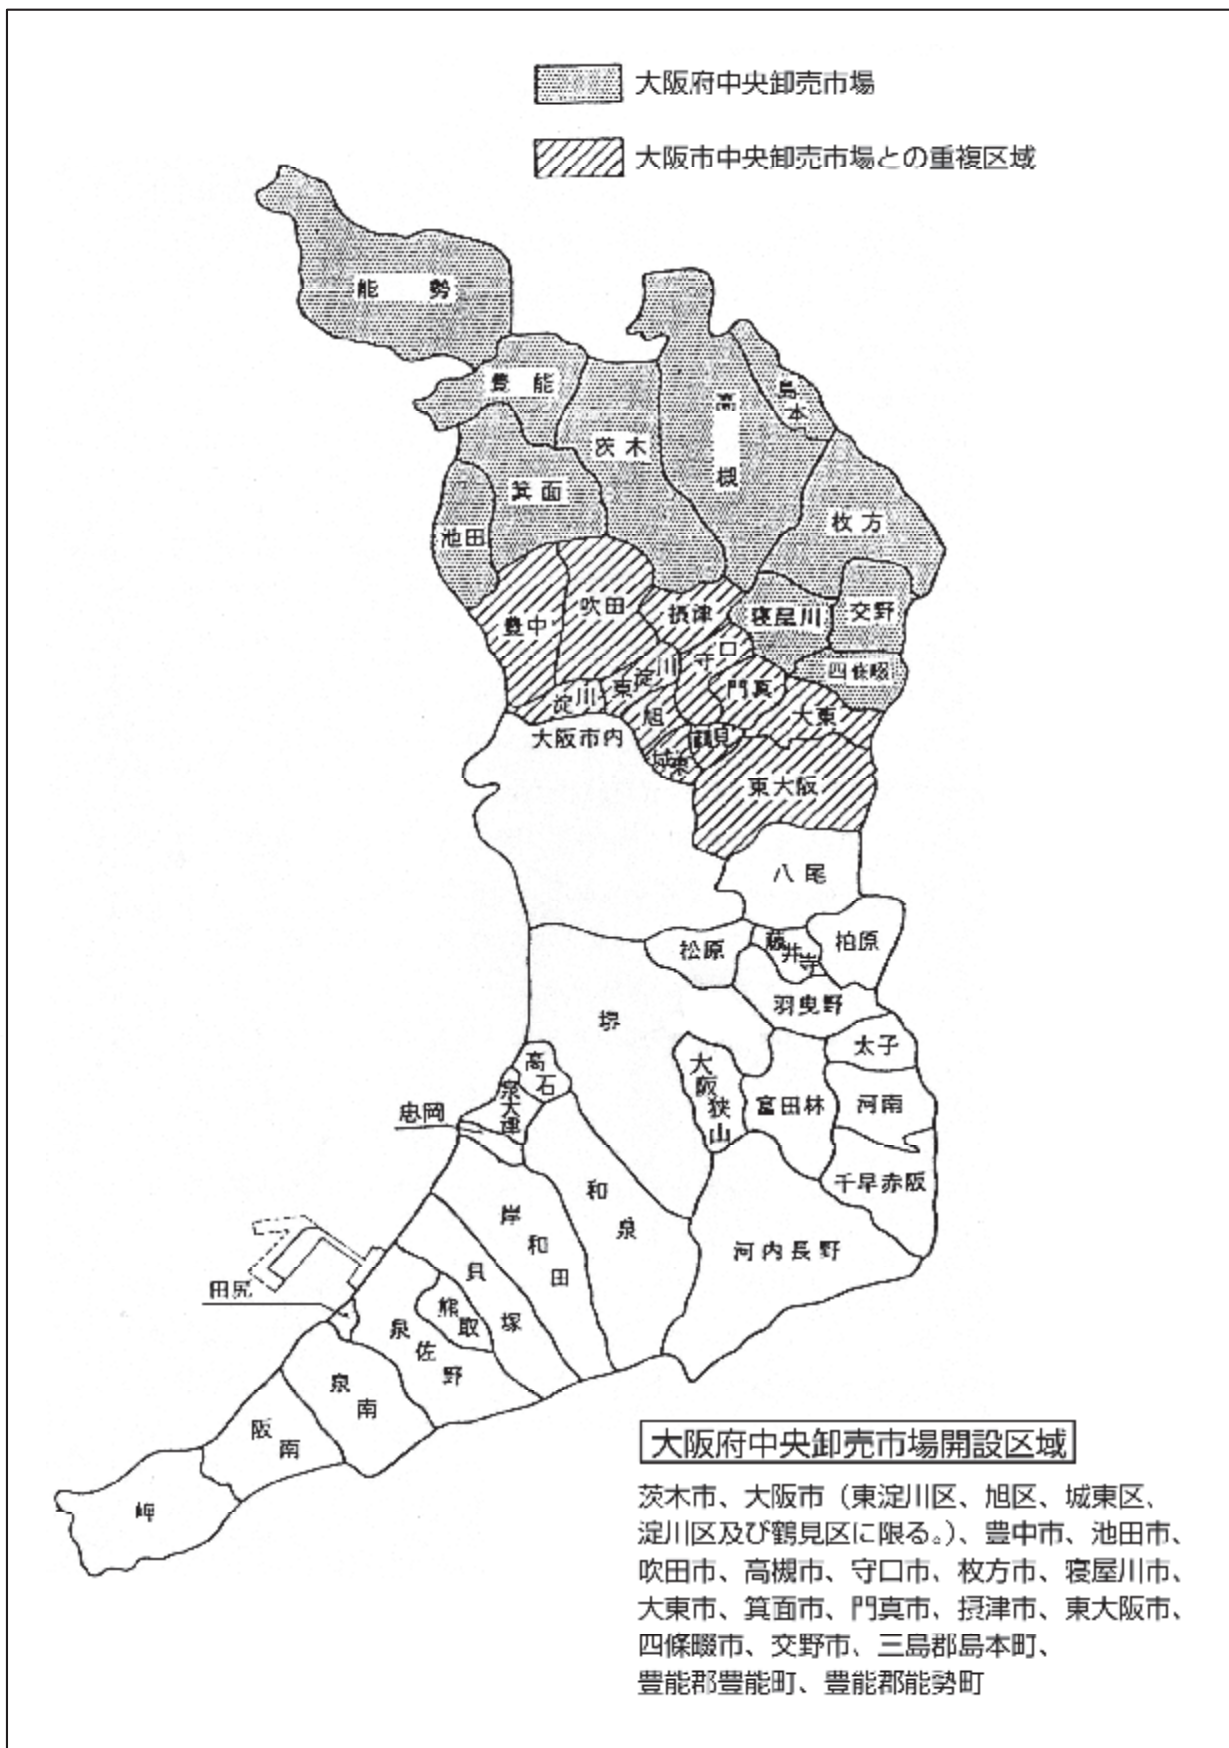 大阪府中央卸売市場
大阪市中央卸売市場との重複区域
能勢
豊能
茨木
高槻
島本
箕面
池田
枚方
豊中
吹田
摂津
寝屋川
交野
守口
四條畷
淀川
東淀川
門真
旭
大東
鶴見
城東
大阪市内
東大阪
八尾
松原
藤井寺
柏原
羽曳野
堺
太子
高石
大阪狭山
泉大津
富田林
河南
忠岡
千早赤阪
和泉
岸和田
河内長野
貝塚
田尻
熊取
泉佐野
泉南
阪南
岬
大阪府中央卸売市場開設区域
茨木市、大阪市（東淀川区、旭区、城東区、
淀川区及び鶴見区に限る。）、豊中市、池田市、
吹田市、高槻市、守口市、枚方市、寝屋川市、
大東市、箕面市、門真市、摂津市、東大阪市、
四條畷市、交野市、三島郡島本町、
豊能郡豊能町、豊能郡能勢町